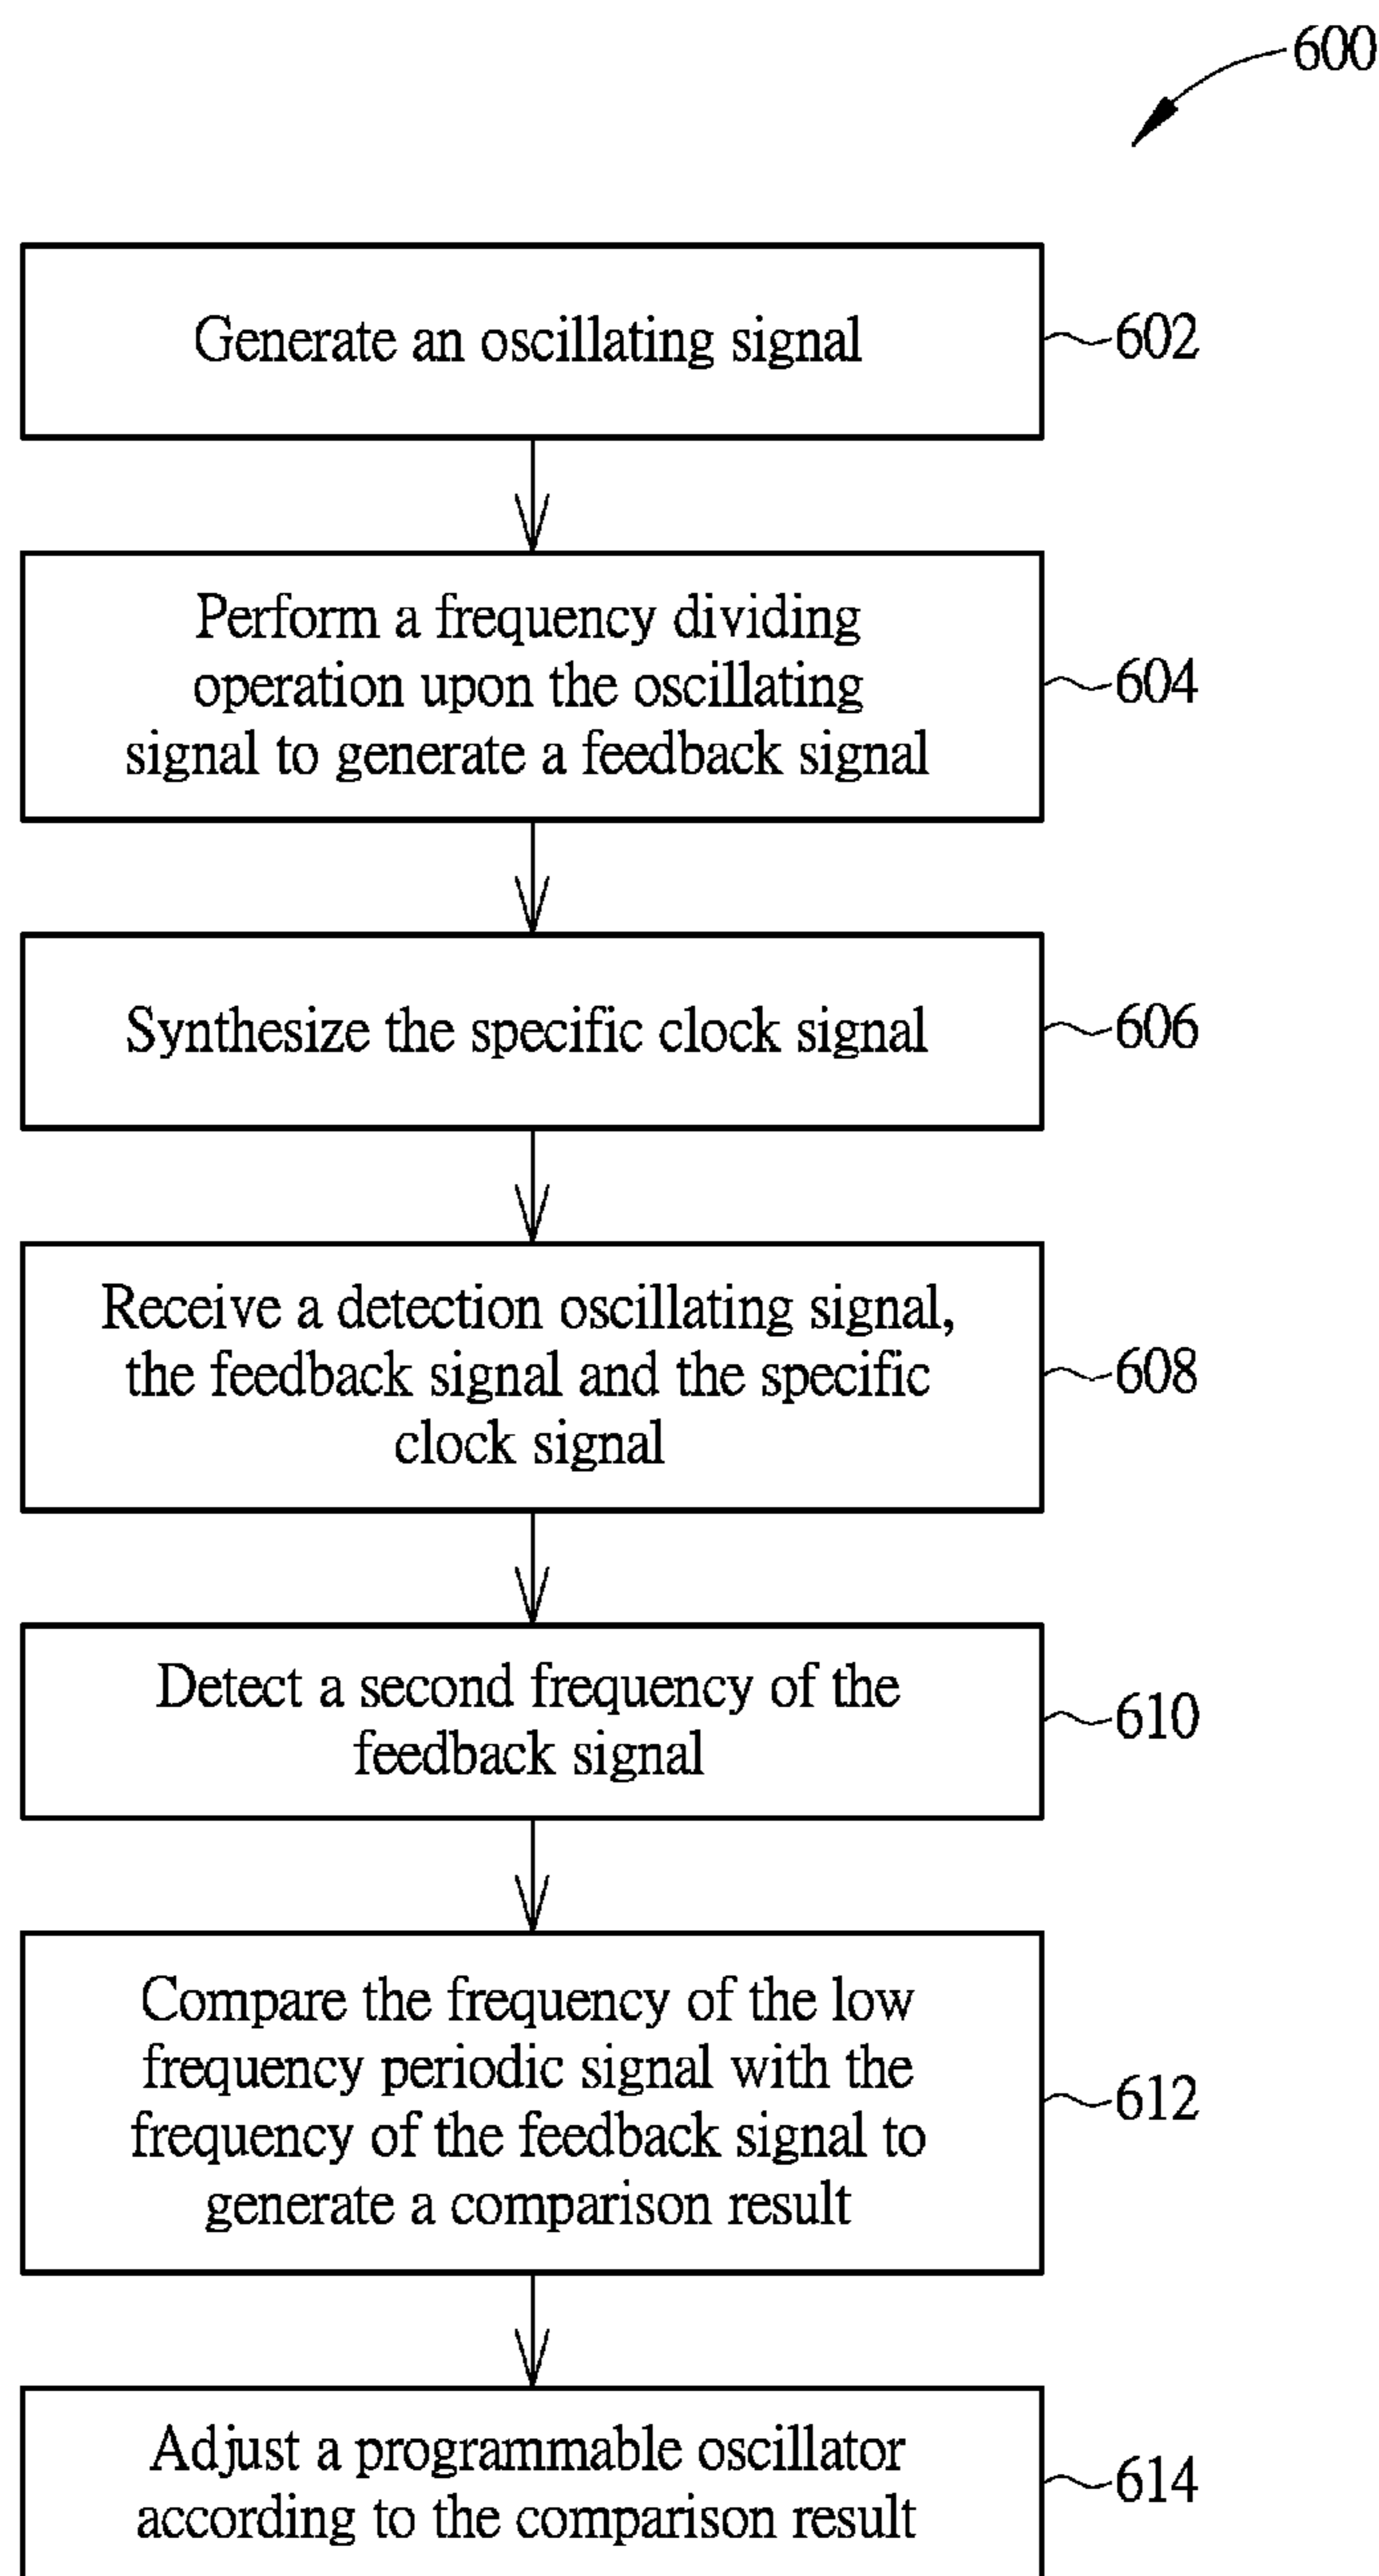 600
Generate an oscillating signal
602
Perform a frequency dividing
operation upon the oscillating
signal to generate a feedback signal
604
Synthesize the specific clock signal
606
Receive a detection oscillating signal,
the feedback signal and the specific
clock signal
608
Detect a second frequency of the
feedback signal
610
Compare the frequency of the low
frequency periodic signal with the
frequency of the feedback signal to
generate a comparison result
612
Adjust a programmable oscillator
according to the comparison result
614